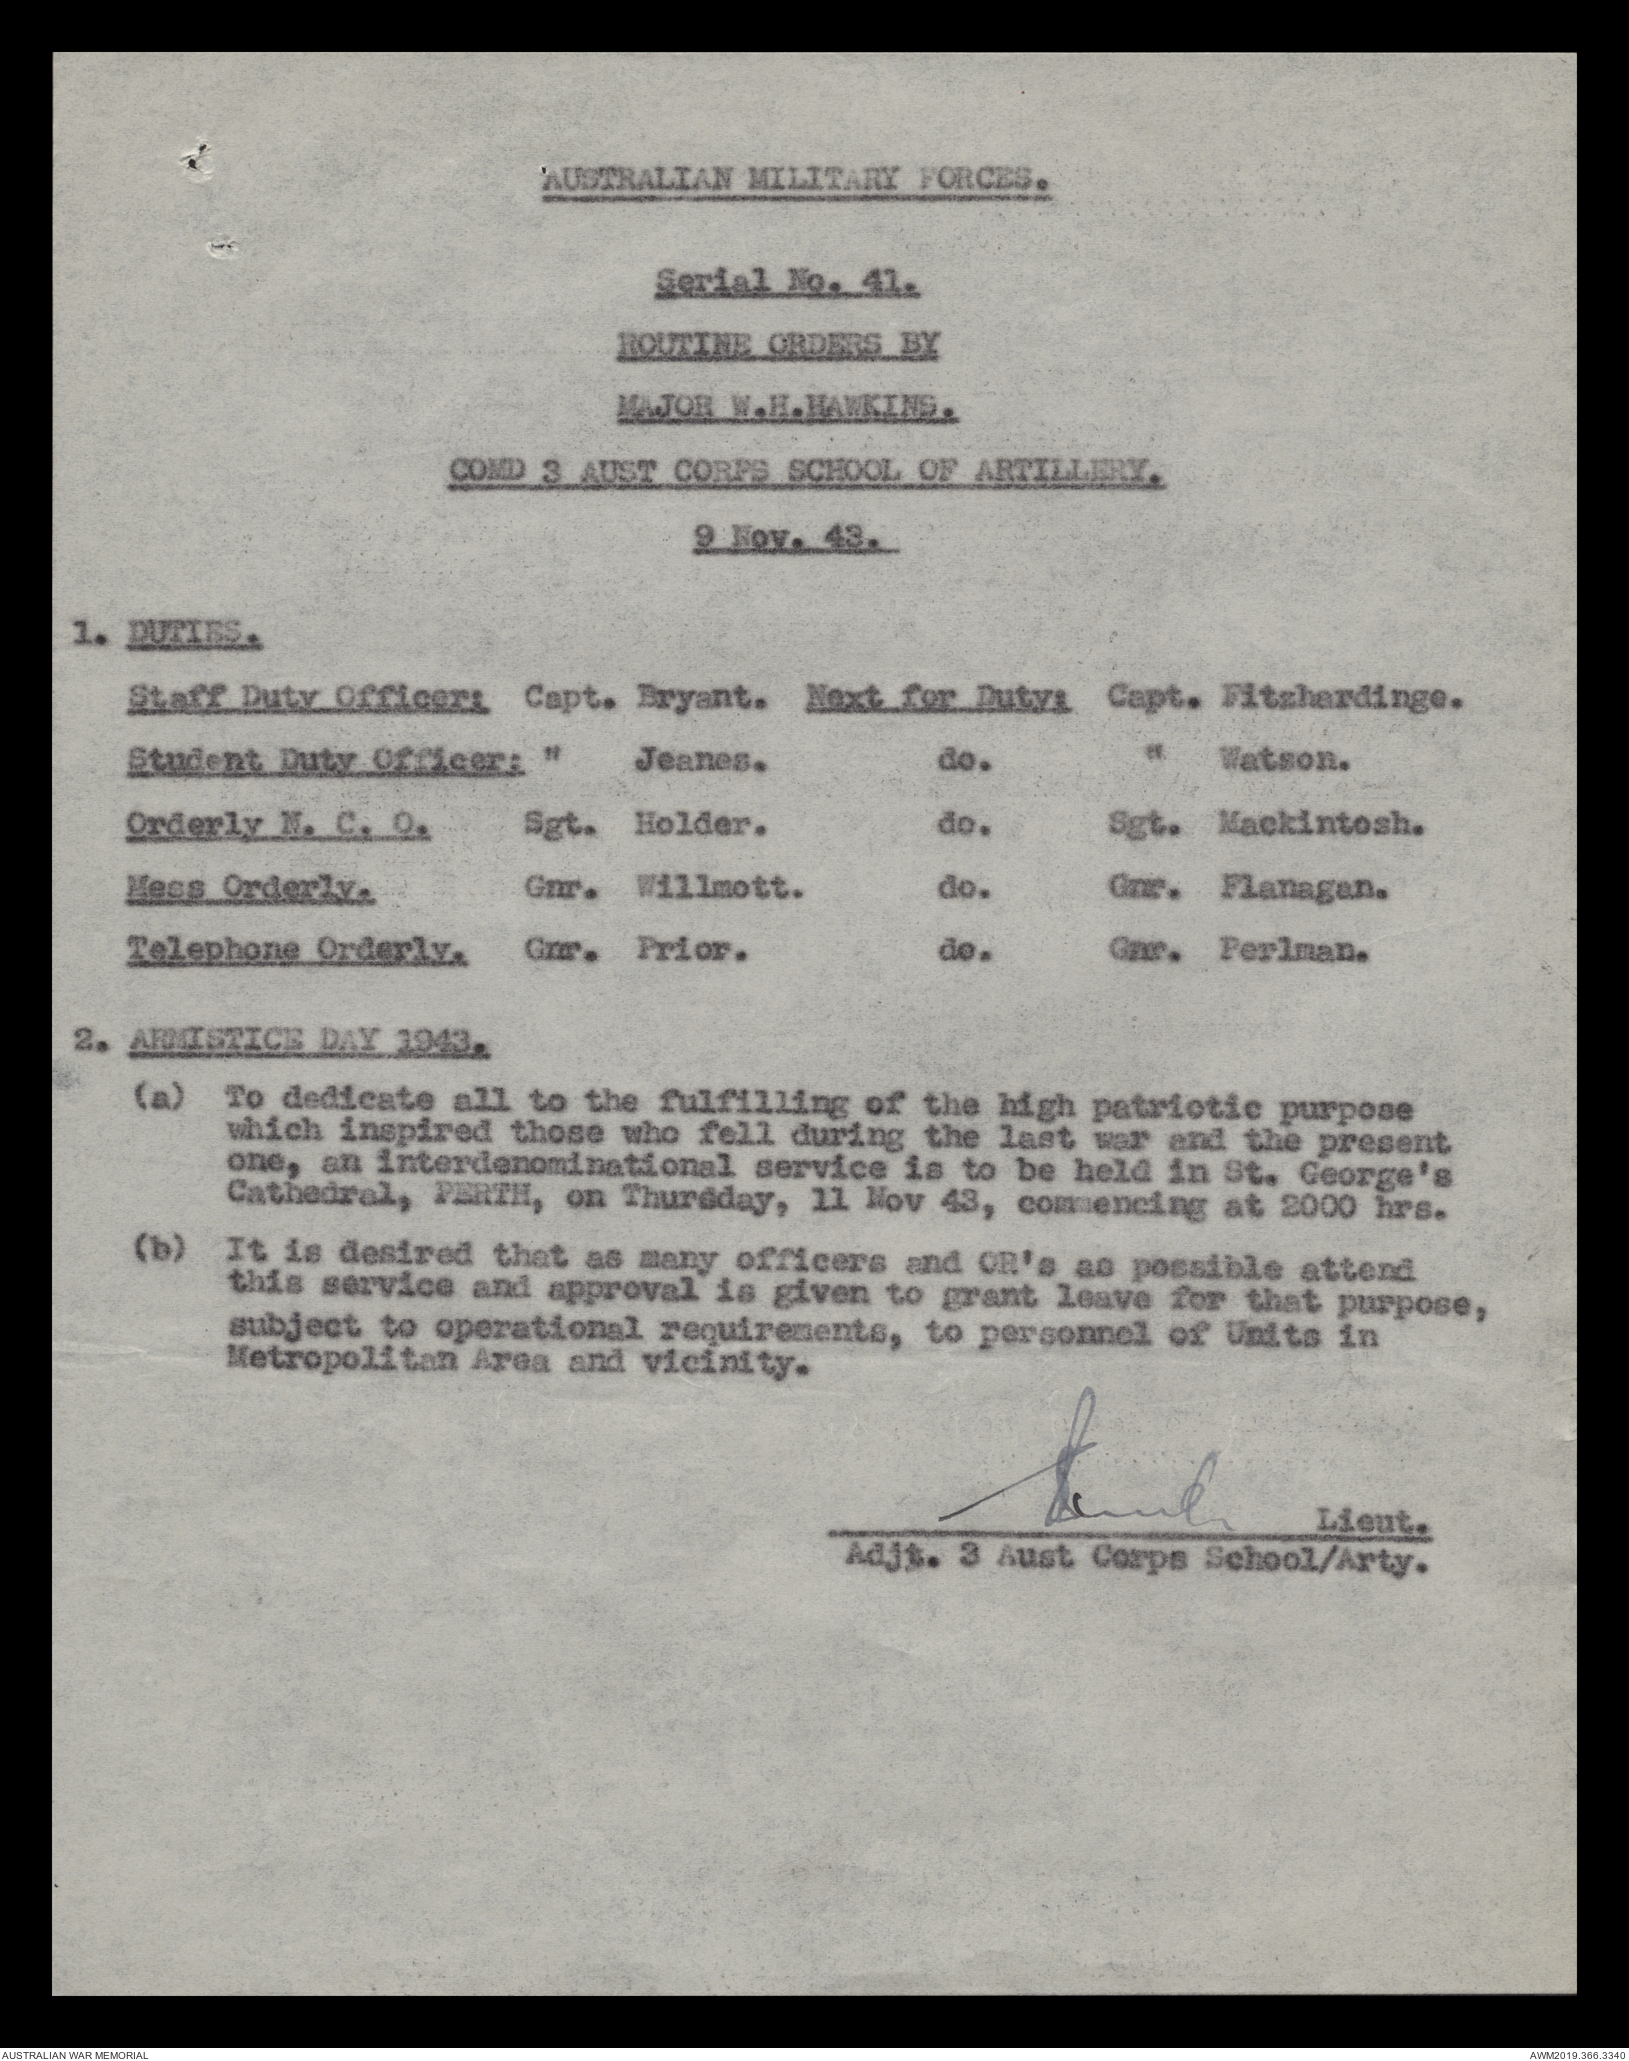 AUSTRALIAN MILITARY FORCES.
Serial No. 41.
ROUTINE ORDERS BY
MAJOR W.H.HAWKINS.
COMD 3 AUST CORPS SCHOOL OF ARTILLERY.
9 Nov. 43.
1. DUTIES.
Staff Duty Officer: Capt. Bryant. Next for Duty: Capt. Fitzhardinge.
Student Duty Officer: " Jeanes. do. " Watson.
Orderly N. C. O. Sgt. Holder. do. Sgt. Mackintosh.
Mess Orderly. Gnr. Willmott. do. Gnr. Flanagan.
Telephone Orderly. Gnr. Prior. do. Gnr. Perlman.
2. ARMISTICE DAY 1943.
(a) To dedicate all to the fulfilling of the high patriotic purpose
which inspired those who fell during the last war and the present
one, an interdenominational service is to be held in St. George's
Cathedral, PERTH, on Thursday, 11 Nov 43, commencing at 2000 hrs.
(b) It is desired that as many officers and OR's as possible attend
this service and approval is given to grant leave for that purpose,
subject to operational requirements, to personnel of Units in
Metropolitan Area and vicinity.
Lieut.
Adjt. 3 Aust Corps School/Arty.
AUSTRALIAN WAR MEMORIAL
AWM2019.366.3340